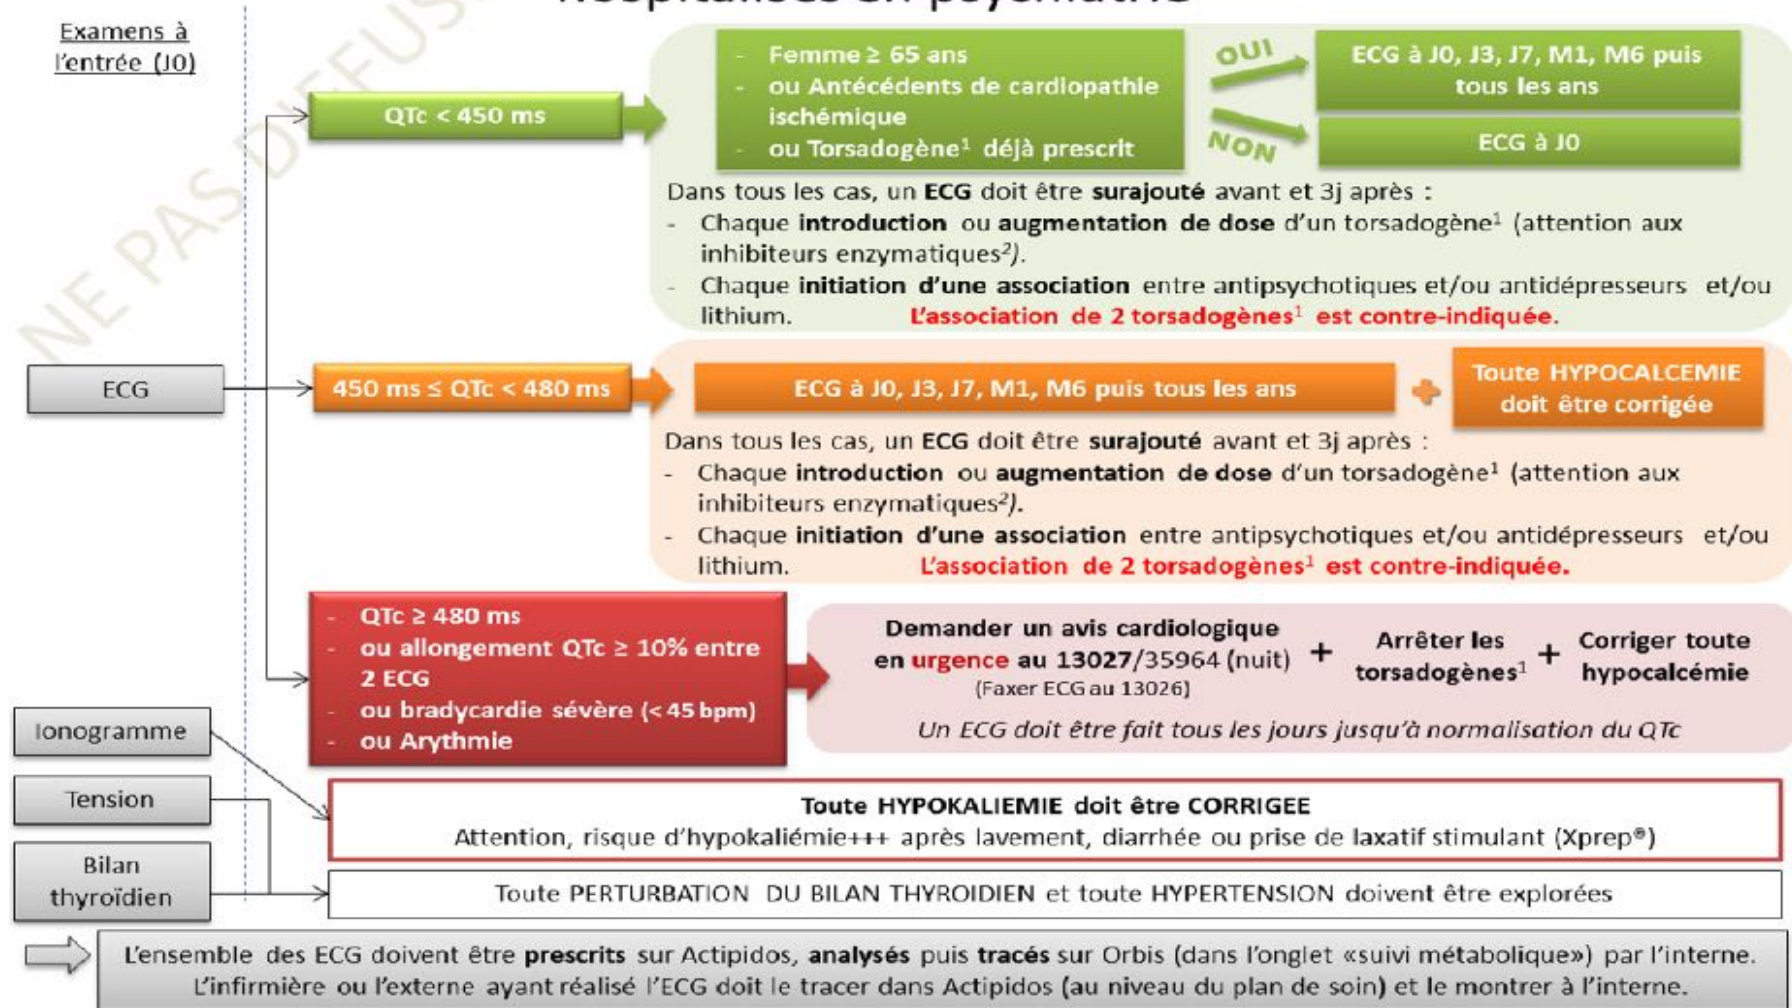 hospitalisés en psychiatrie
NE PAS DIFFUS
Examens à
l'entrée (J0)
QTc < 450 ms
- Femme ≥ 65 ans
- ou Antécédents de cardiopathie
ischémique
- ou Torsadogène¹ déjà prescrit
OUI
ECG à J0, J3, J7, M1, M6 puis
tous les ans
NON
ECG à J0
Dans tous les cas, un ECG doit être surajouté avant et 3j après :
- Chaque introduction ou augmentation de dose d'un torsadogène¹ (attention aux
inhibiteurs enzymatiques²).
- Chaque initiation d'une association entre antipsychotiques et/ou antidépresseurs et/ou
lithium. L'association de 2 torsadogènes¹ est contre-indiquée.
ECG
450 ms ≤ QTc < 480 ms
ECG à J0, J3, J7, M1, M6 puis tous les ans
Toute HYPOCALCEMIE
doit être corrigée
Dans tous les cas, un ECG doit être surajouté avant et 3j après :
- Chaque introduction ou augmentation de dose d'un torsadogène¹ (attention aux
inhibiteurs enzymatiques²).
- Chaque initiation d'une association entre antipsychotiques et/ou antidépresseurs et/ou
lithium. L'association de 2 torsadogènes¹ est contre-indiquée.
- QTc ≥ 480 ms
- ou allongement QTc ≥ 10% entre
2 ECG
- ou bradycardie sévère (< 45 bpm)
- ou Arythmie
Demander un avis cardiologique
en urgence au 13027/35964 (nuit)
(Faxer ECG au 13026)
+
Arrêter les
torsadogènes¹
+
Corriger toute
hypocalcémie
Un ECG doit être fait tous les jours jusqu'à normalisation du QTc
Ionogramme
Tension
Bilan
thyroïdien
Toute HYPOKALIEMIE doit être CORRIGEE
Attention, risque d'hypokaliémie+++ après lavement, diarrhée ou prise de laxatif stimulant (Xprep®)
Toute PERTURBATION DU BILAN THYROIDIEN et toute HYPERTENSION doivent être explorées
L'ensemble des ECG doivent être prescrits sur Actipidos, analysés puis tracés sur Orbis (dans l'onglet «suivi métabolique») par l'interne.
L'infirmière ou l'externe ayant réalisé l'ECG doit le tracer dans Actipidos (au niveau du plan de soin) et le montrer à l'interne.